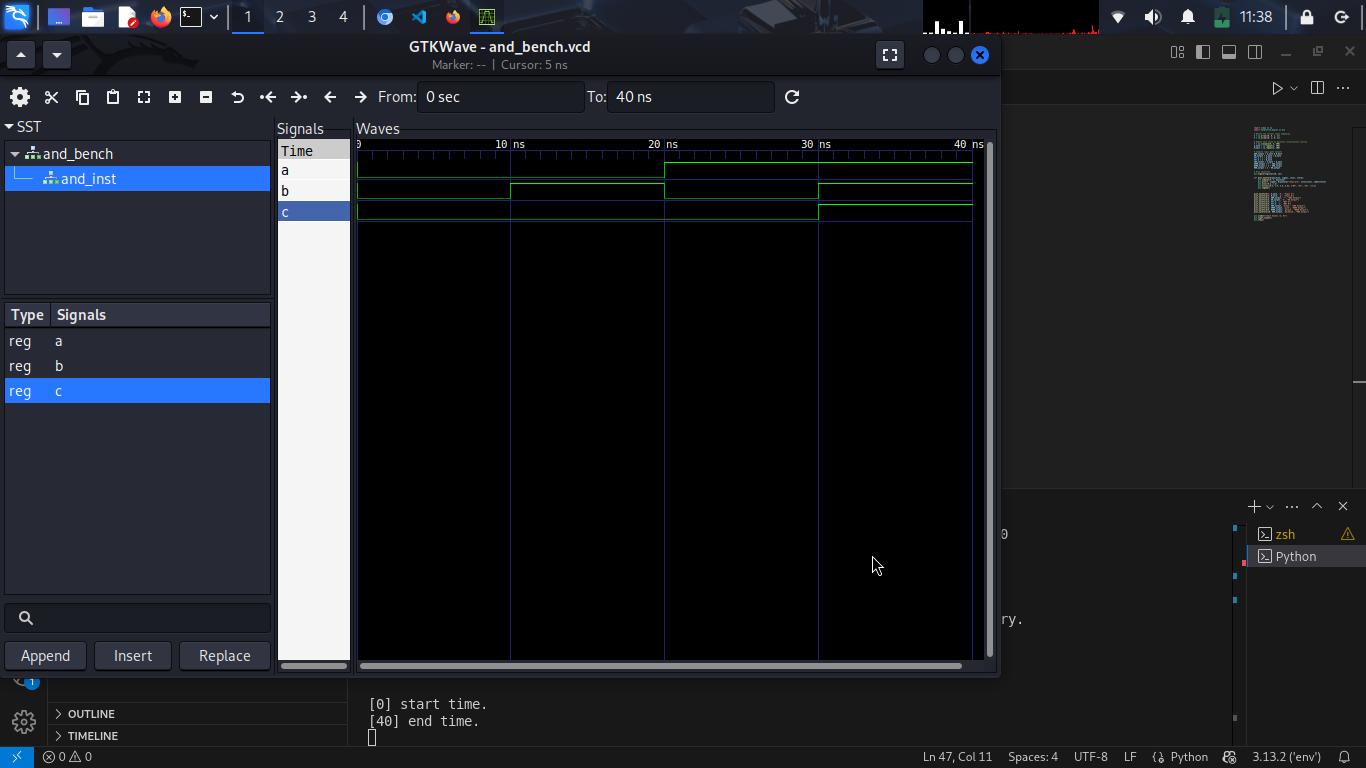 1 2 3 4 11:38
GTKWave - and_bench.vcd
Marker: -- | Cursor: 5 ns
From: 0 sec To: 40 ns
SST
and_bench
and_inst
Type Signals
reg a
reg b
reg c
Append Insert Replace
Signals
Time
a
b
c
Waves
0 10 ns 20 ns 30 ns 40 ns
0
ry.
zsh
Python
1
OUTLINE
TIMELINE
[0] start time.
[40] end time.
0 0 Ln 47, Col 11 Spaces: 4 UTF-8 LF Python 3.13.2 ('env')